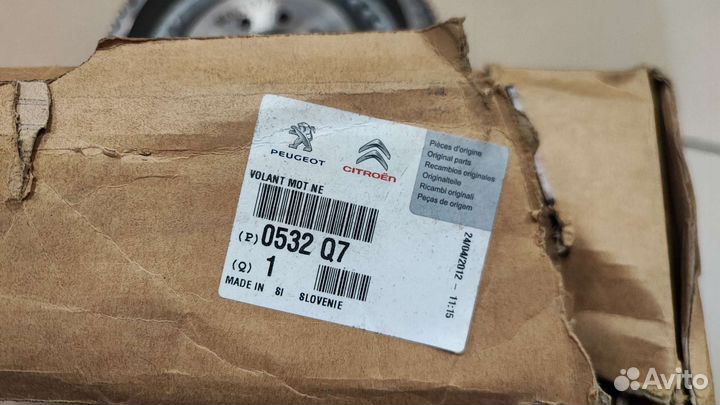 PEUGEOT
CITROËN
Pièces d'origine
Original parts
Recambios originales
Originalteile
Ricambi originali
Peças de origem
VOLANT MOT NE
(P) 0532 Q7
(Q) 1
MADE IN SI SLOVENIE
24/04/2012 - 11:15
Avito